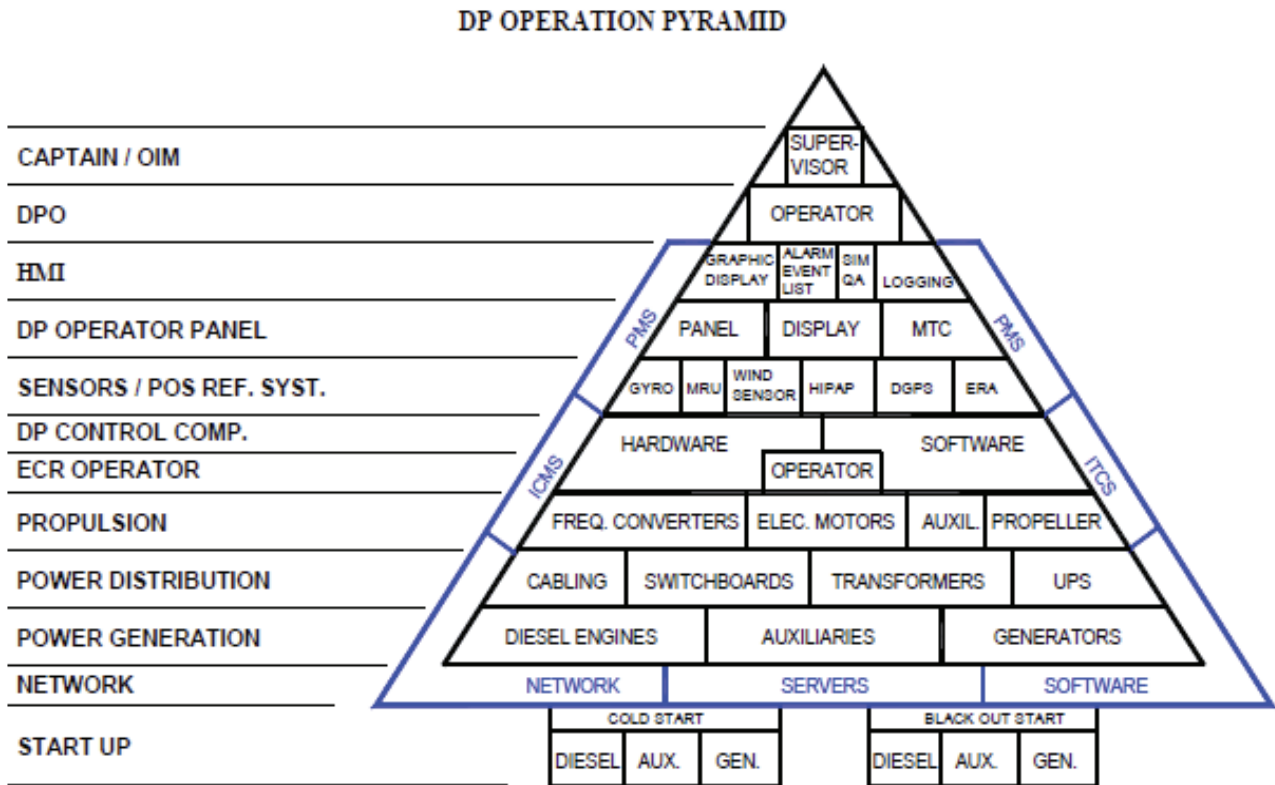 DP OPERATION PYRAMID
CAPTAIN / OIM
SUPER-
VISOR
DPO
OPERATOR
HMI
GRAPHIC
DISPLAY
ALARM
EVENT
LIST
SIM
QA
LOGGING
DP OPERATOR PANEL
PMS
PANEL
DISPLAY
MTC
PMS
SENSORS / POS REF. SYST.
GYRO
MRU
WIND
SENSOR
HIPAP
DGPS
ERA
DP CONTROL COMP.
HARDWARE
SOFTWARE
ECR OPERATOR
ICMS
OPERATOR
ITCS
PROPULSION
FREQ. CONVERTERS
ELEC. MOTORS
AUXIL.
PROPELLER
POWER DISTRIBUTION
CABLING
SWITCHBOARDS
TRANSFORMERS
UPS
POWER GENERATION
DIESEL ENGINES
AUXILIARIES
GENERATORS
NETWORK
NETWORK
SERVERS
SOFTWARE
START UP
COLD START
DIESEL
AUX.
GEN.
BLACK OUT START
DIESEL
AUX.
GEN.